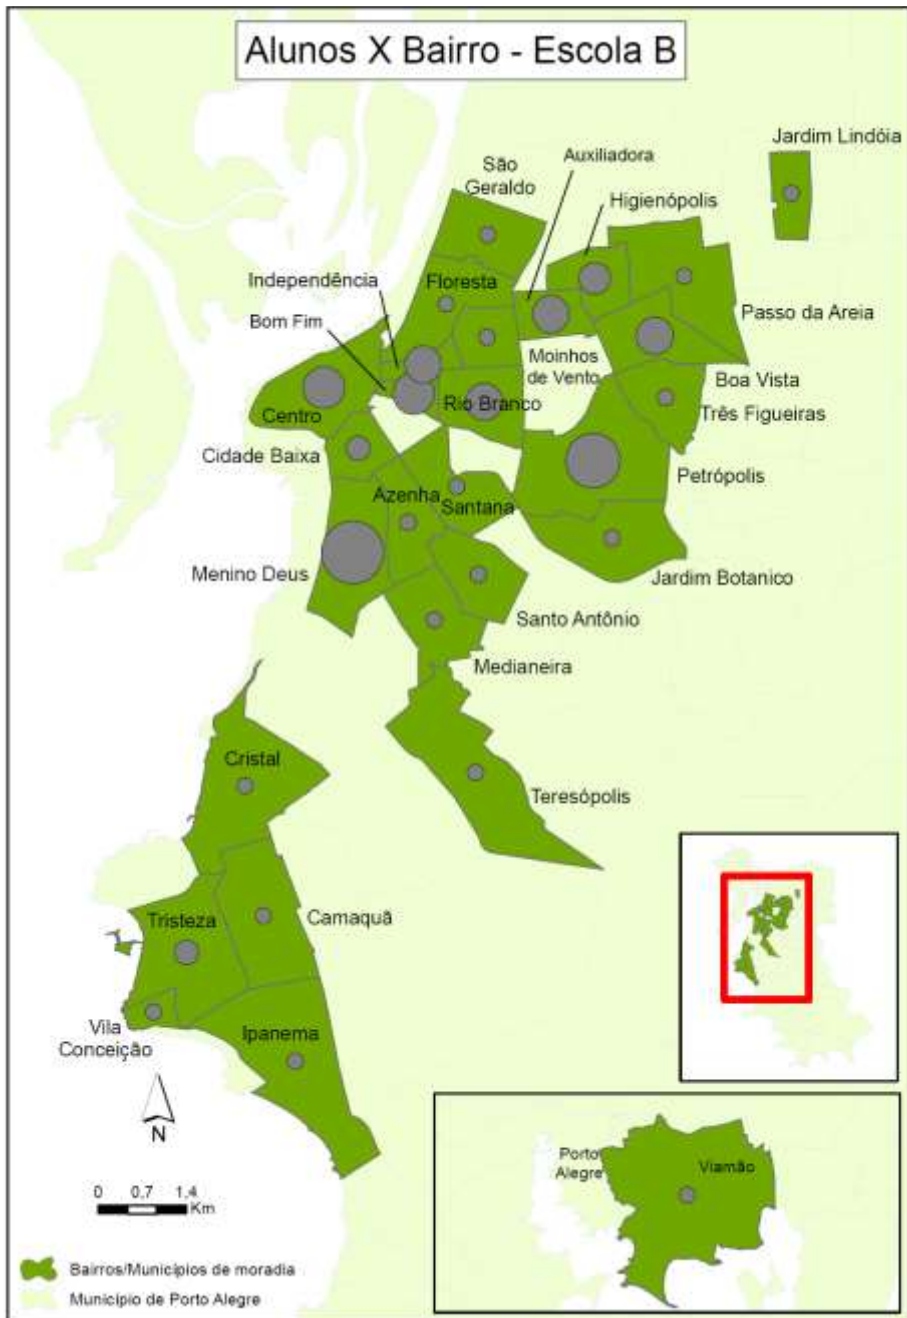 Alunos X Bairro - Escola B
Jardim Lindóia
São
Geraldo
Auxiliadora
Higienópolis
Independência
Floresta
Bom Fim
Passo da Areia
Moinhos
de Vento
Boa Vista
Rio Branco
Centro
Três Figueiras
Cidade Baixa
Petrópolis
Azenha
Santana
Menino Deus
Jardim Botanico
Santo Antônio
Medianeira
Cristal
Teresópolis
Tristeza
Camaquã
Vila
Conceição
Ipanema
N
0 0,7 1,4
Km
Porto
Alegre
Viamão
Bairros/Municípios de moradia
Município de Porto Alegre